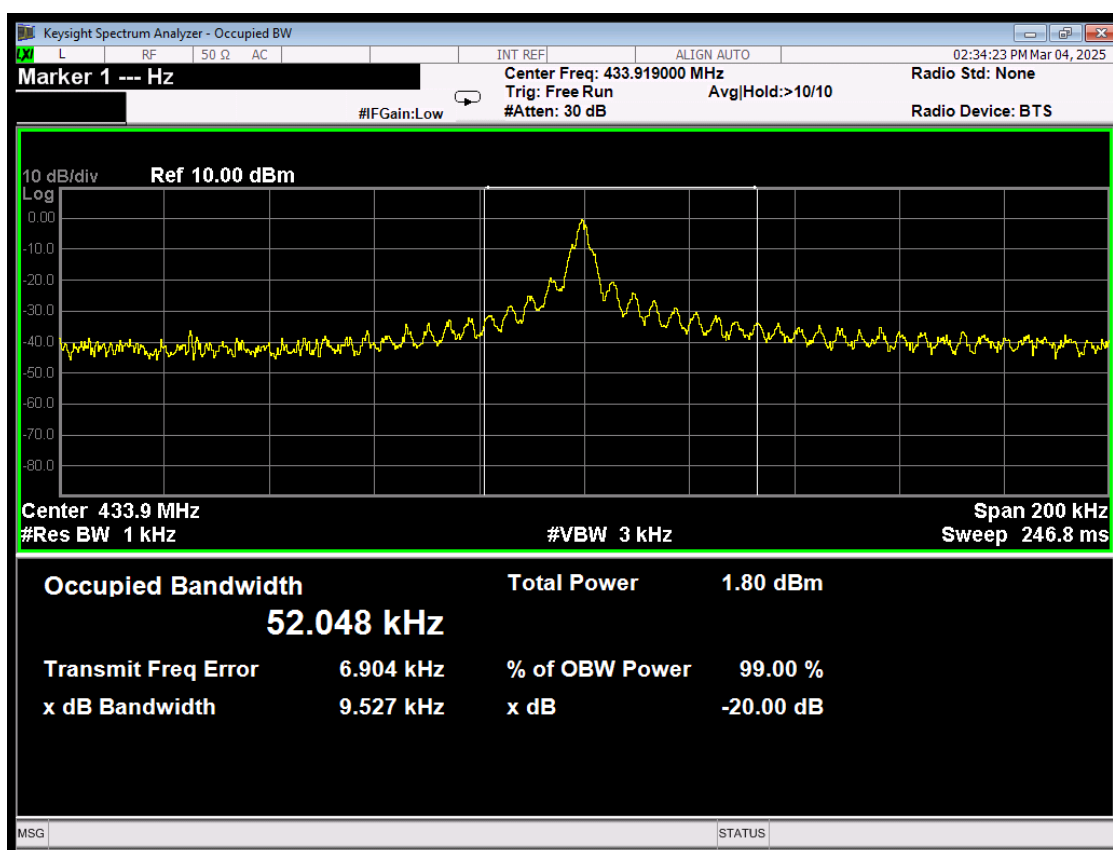 Keysight Spectrum Analyzer - Occupied BW
LXI L RF 50 Ω AC INT REF ALIGN AUTO 02:34:23 PM Mar 04, 2025
Marker 1 --- Hz
Center Freq: 433.919000 MHz
Radio Std: None
Trig: Free Run
Avg|Hold:>10/10
#IFGain:Low
#Atten: 30 dB
Radio Device: BTS
10 dB/div
Ref 10.00 dBm
Log
0.00
-10.0
-20.0
-30.0
-40.0
-50.0
-60.0
-70.0
-80.0
Center 433.9 MHz
Span 200 kHz
#Res BW 1 kHz
#VBW 3 kHz
Sweep 246.8 ms
Occupied Bandwidth
Total Power 1.80 dBm
52.048 kHz
Transmit Freq Error 6.904 kHz
% of OBW Power 99.00 %
x dB Bandwidth 9.527 kHz
x dB -20.00 dB
MSG
STATUS